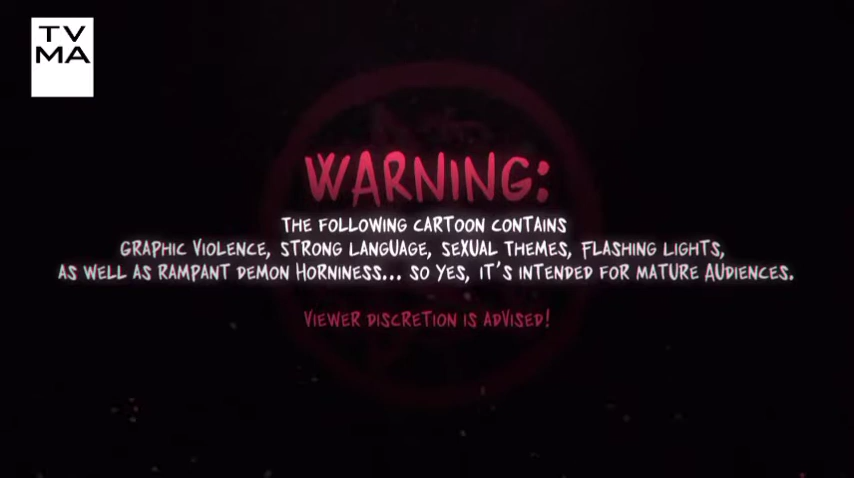 TV
MA
WARNING:
THE FOLLOWING CARTOON CONTAINS
GRAPHIC VIOLENCE, STRONG LANGUAGE, SEXUAL THEMES, FLASHING LIGHTS,
AS WELL AS RAMPANT DEMON HORNINESS... SO YES, IT'S INTENDED FOR MATURE AUDIENCES.
VIEWER DISCRETION IS ADVISED!